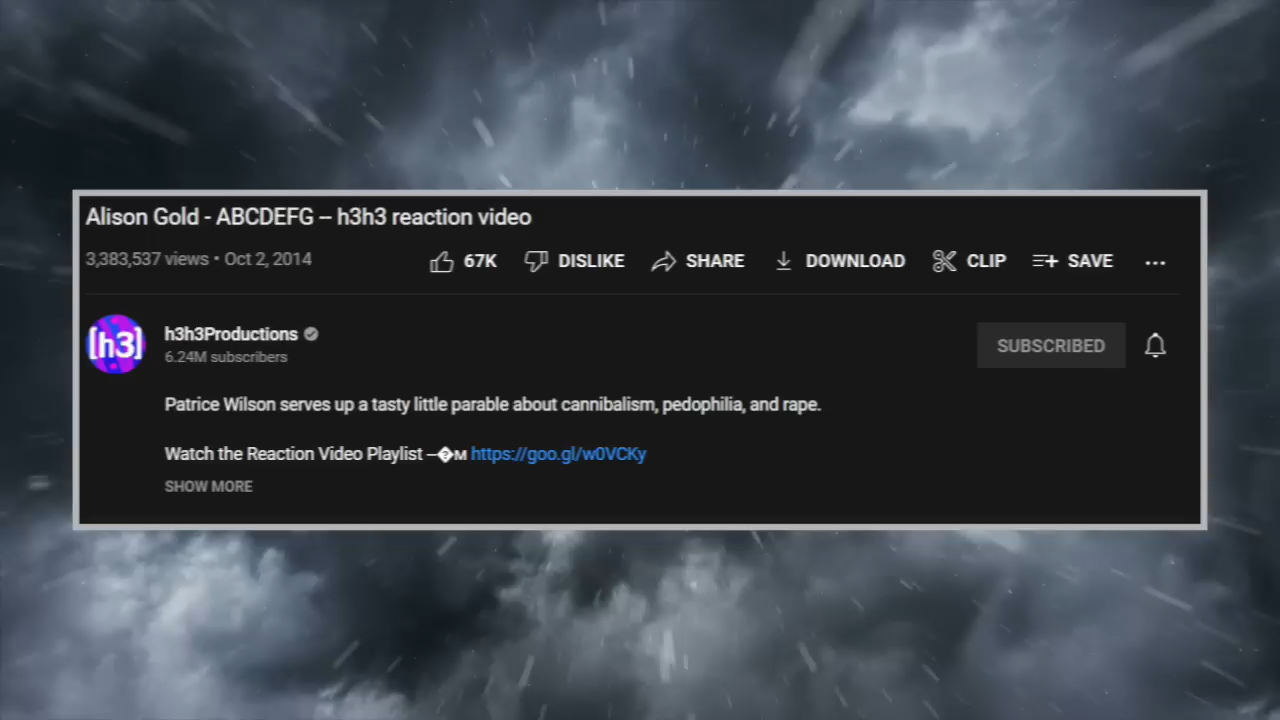 Alison Gold - ABCDEFG – h3h3 reaction video
3,383,537 views • Oct 2, 2014
67K DISLIKE SHARE DOWNLOAD CLIP SAVE ...
[h3]
h3h3Productions
6.24M subscribers
SUBSCRIBED
Patrice Wilson serves up a tasty little parable about cannibalism, pedophilia, and rape.
Watch the Reaction Video Playlist –�м https://goo.gl/w0VCKy
SHOW MORE